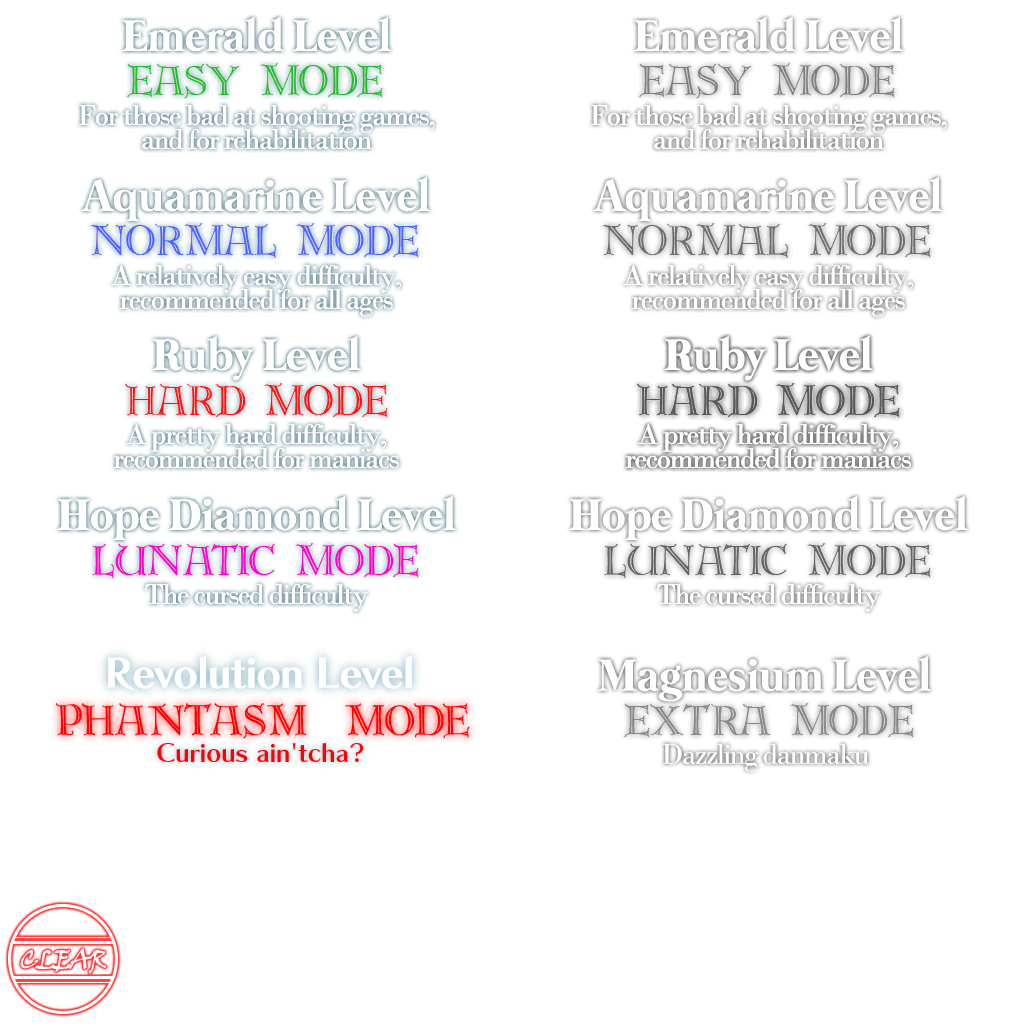 Emerald Level
EASY MODE
For those bad at shooting games,
and for rehabilitation
Emerald Level
EASY MODE
For those bad at shooting games,
and for rehabilitation
Aquamarine Level
NORMAL MODE
A relatively easy difficulty,
recommended for all ages
Aquamarine Level
NORMAL MODE
A relatively easy difficulty,
recommended for all ages
Ruby Level
HARD MODE
A pretty hard difficulty,
recommended for maniacs
Ruby Level
HARD MODE
A pretty hard difficulty,
recommended for maniacs
Hope Diamond Level
LUNATIC MODE
The cursed difficulty
Hope Diamond Level
LUNATIC MODE
The cursed difficulty
Revolution Level
PHANTASM MODE
Curious ain'tcha?
Magnesium Level
EXTRA MODE
Dazzling danmaku
CLEAR